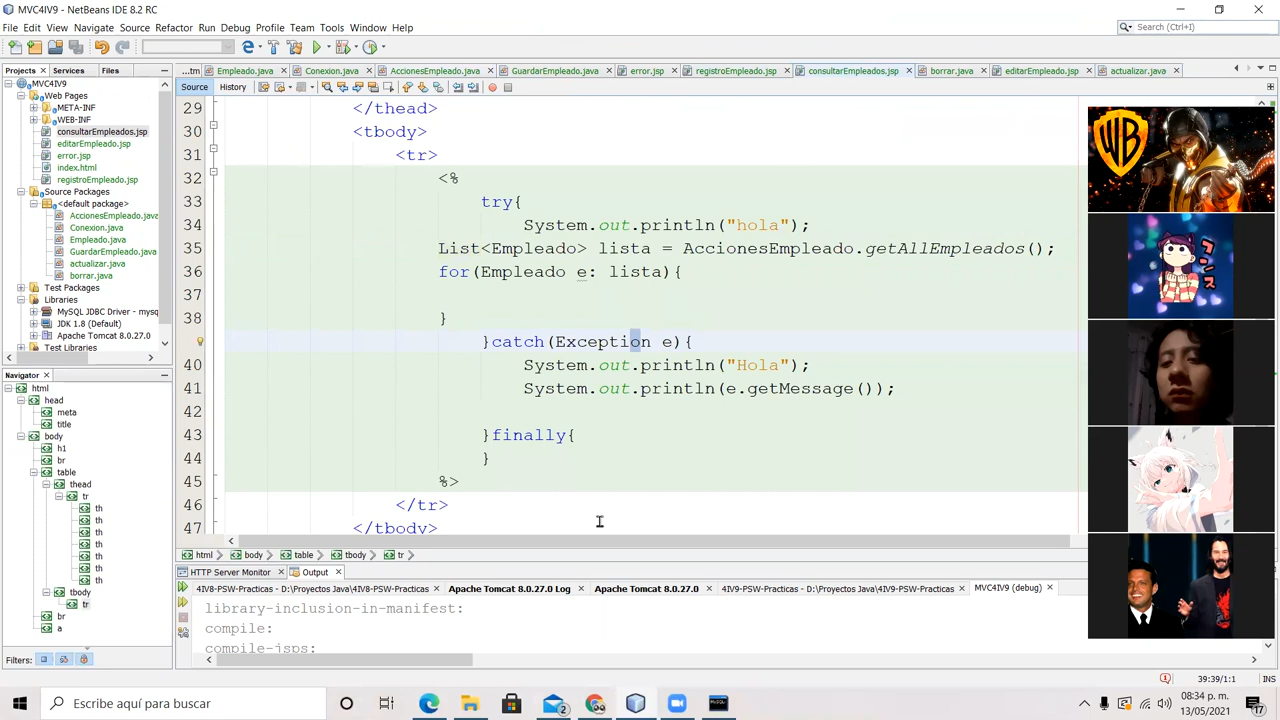 MVC4IV9 - NetBeans IDE 8.2 RC
File Edit View Navigate Source Refactor Run Debug Profile Team Tools Window Help
Search (Ctrl+I)
Projects Services Files
...tm Empleado.java Conexion.java AccionesEmpleado.java GuardarEmpleado.java error.jsp registroEmpleado.jsp consultarEmpleados.jsp borrar.java editarEmpleado.jsp actualizar.java
Source History
MVC4IV9
Web Pages
META-INF
WEB-INF
consultarEmpleados.jsp
editarEmpleado.jsp
error.jsp
index.html
registroEmpleado.jsp
Source Packages
<default package>
AccionesEmpleado.java
Conexion.java
Empleado.java
GuardarEmpleado.java
actualizar.java
borrar.java
Test Packages
Libraries
MySQL JDBC Driver - mysq
JDK 1.8 (Default)
Apache Tomcat 8.0.27.0
Test Libraries
29 </thead>
30 <tbody>
31 <tr>
32 <%
33 try{
34 System.out.println("hola");
35 List<Empleado> lista = AccionesEmpleado.getAllEmpleados();
36 for(Empleado e: lista){
37
38 }
}catch(Exception e){
40 System.out.println("Hola");
41 System.out.println(e.getMessage());
42
43 }finally{
44 }
45 %>
46 </tr>
47 </tbody>
html body table tbody tr
Navigator
html
head
meta
title
body
h1
br
table
thead
tr
th
th
th
th
th
th
th
tbody
tr
br
a
Filters:
HTTP Server Monitor Output
4IV8-PSW-Practicas - D:\Proyectos Java\4IV8-PSW-Practicas Apache Tomcat 8.0.27.0 Log Apache Tomcat 8.0.27.0 4IV9-PSW-Practicas - D:\Proyectos Java\4IV9-PSW-Practicas MVC4IV9 (debug)
library-inclusion-in-manifest:
compile:
compile-jsps:
39:39/1:1 INS
WB
Escribe aquí para buscar
2
08:34 p. m.
13/05/2021
17